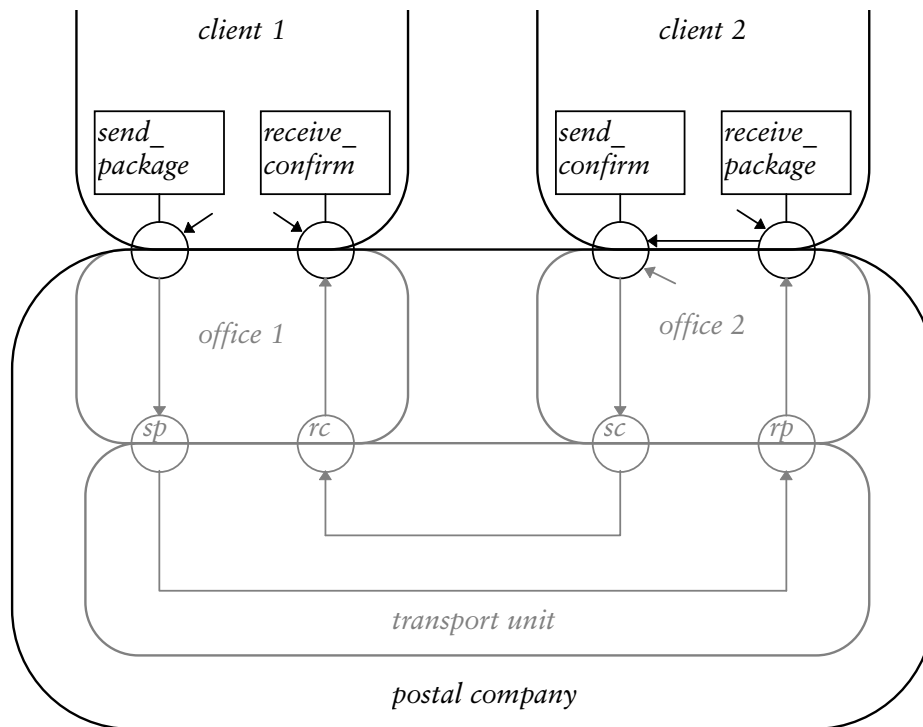 client 1
client 2
send_
package
receive_
confirm
send_
confirm
receive_
package
office 1
office 2
sp
rc
sc
rp
transport unit
postal company